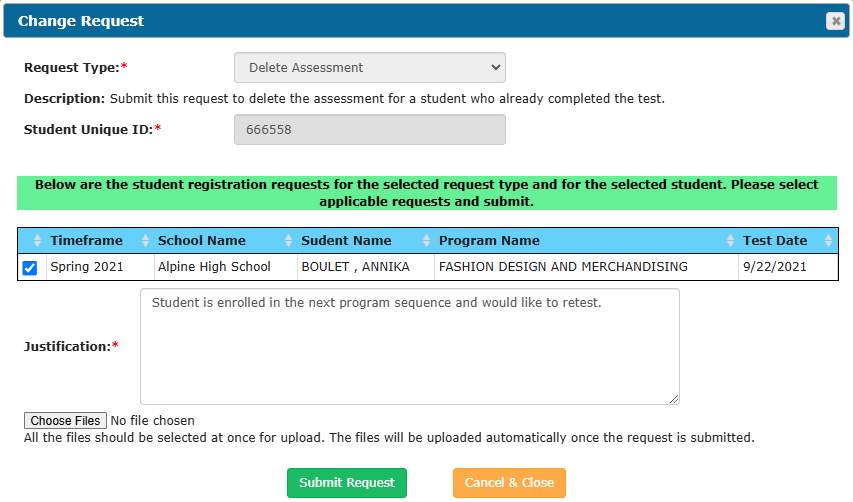 Change Request
Request Type:*
Delete Assessment
Description: Submit this request to delete the assessment for a student who already completed the test.
Student Unique ID:*
666558
Below are the student registration requests for the selected request type and for the selected student. Please select
applicable requests and submit.
Timeframe School Name Sudent Name Program Name Test Date
Spring 2021 Alpine High School BOULET , ANNIKA FASHION DESIGN AND MERCHANDISING 9/22/2021
Student is enrolled in the next program sequence and would like to retest.
Justification:*
Choose Files No file chosen
All the files should be selected at once for upload. The files will be uploaded automatically once the request is submitted.
Submit Request Cancel & Close